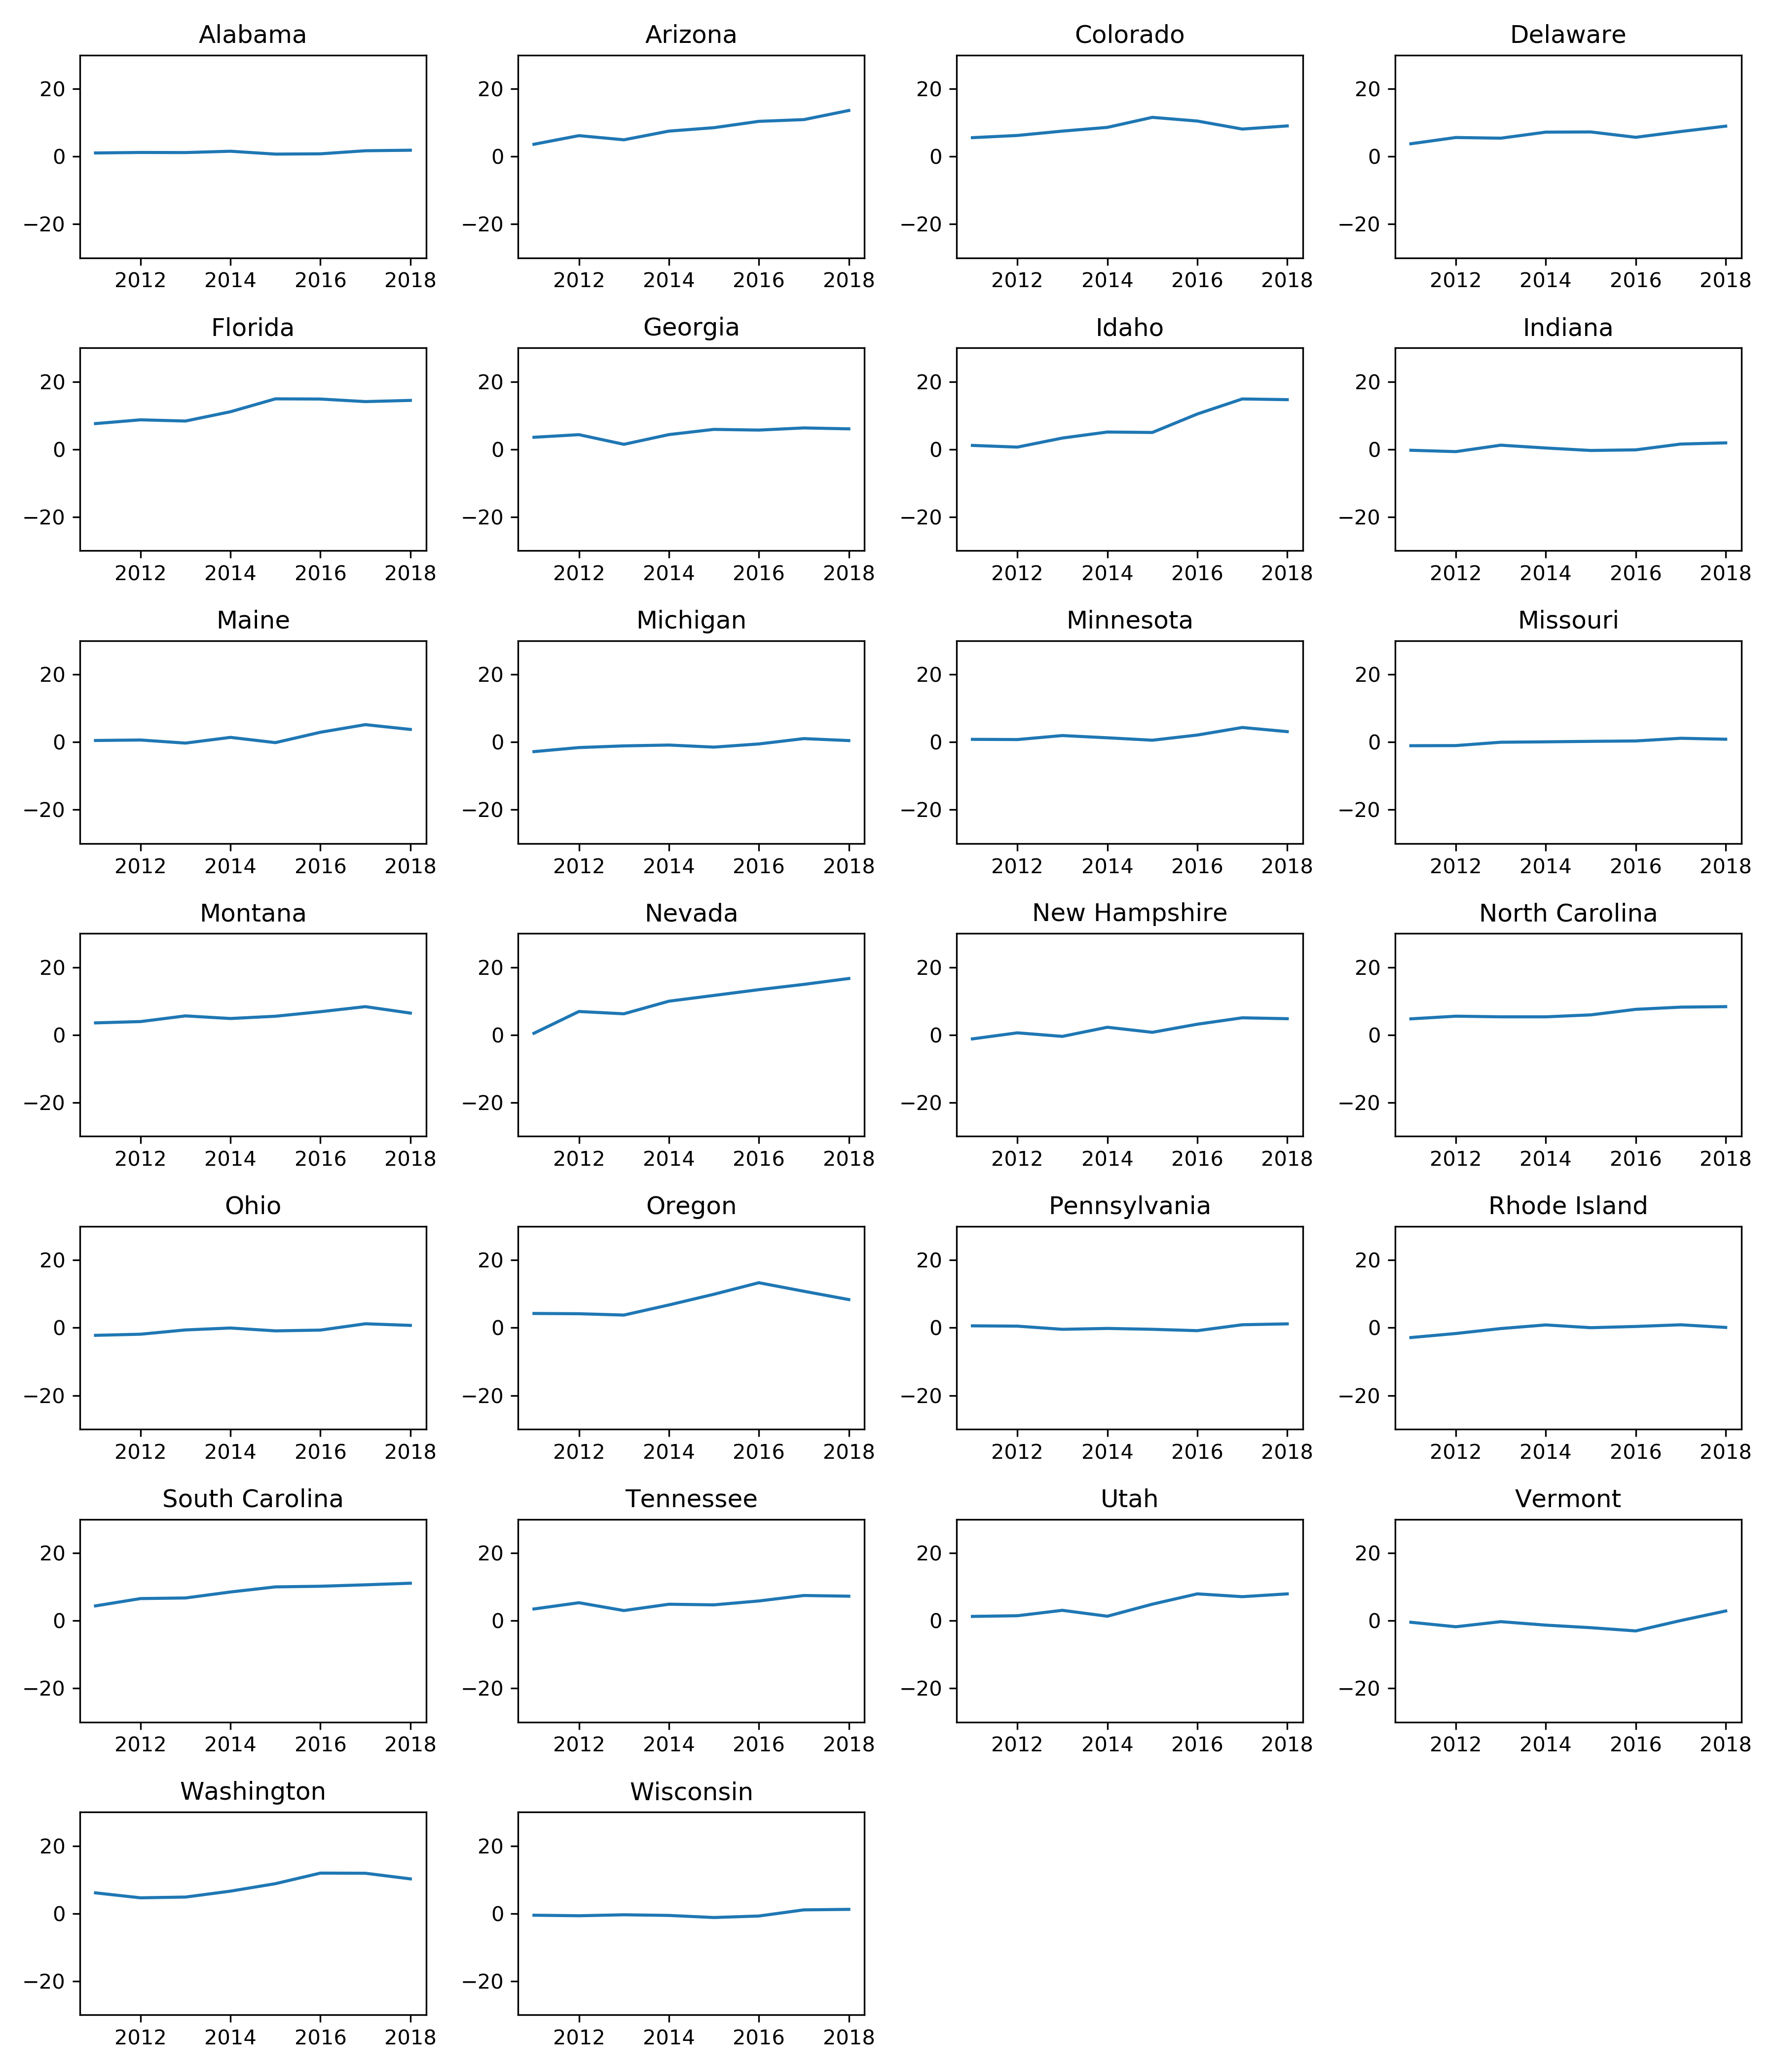 Alabama Arizona Colorado Delaware
20 20 20 20
0 0 0 0
−20 −20 −20 −20
2012 2014 2016 2018 2012 2014 2016 2018 2012 2014 2016 2018 2012 2014 2016 2018
Florida Georgia Idaho Indiana
20 20 20 20
0 0 0 0
−20 −20 −20 −20
2012 2014 2016 2018 2012 2014 2016 2018 2012 2014 2016 2018 2012 2014 2016 2018
Maine Michigan Minnesota Missouri
20 20 20 20
0 0 0 0
−20 −20 −20 −20
2012 2014 2016 2018 2012 2014 2016 2018 2012 2014 2016 2018 2012 2014 2016 2018
Montana Nevada New Hampshire North Carolina
20 20 20 20
0 0 0 0
−20 −20 −20 −20
2012 2014 2016 2018 2012 2014 2016 2018 2012 2014 2016 2018 2012 2014 2016 2018
Ohio Oregon Pennsylvania Rhode Island
20 20 20 20
0 0 0 0
−20 −20 −20 −20
2012 2014 2016 2018 2012 2014 2016 2018 2012 2014 2016 2018 2012 2014 2016 2018
South Carolina Tennessee Utah Vermont
20 20 20 20
0 0 0 0
−20 −20 −20 −20
2012 2014 2016 2018 2012 2014 2016 2018 2012 2014 2016 2018 2012 2014 2016 2018
Washington Wisconsin
20 20
0 0
−20 −20
2012 2014 2016 2018 2012 2014 2016 2018